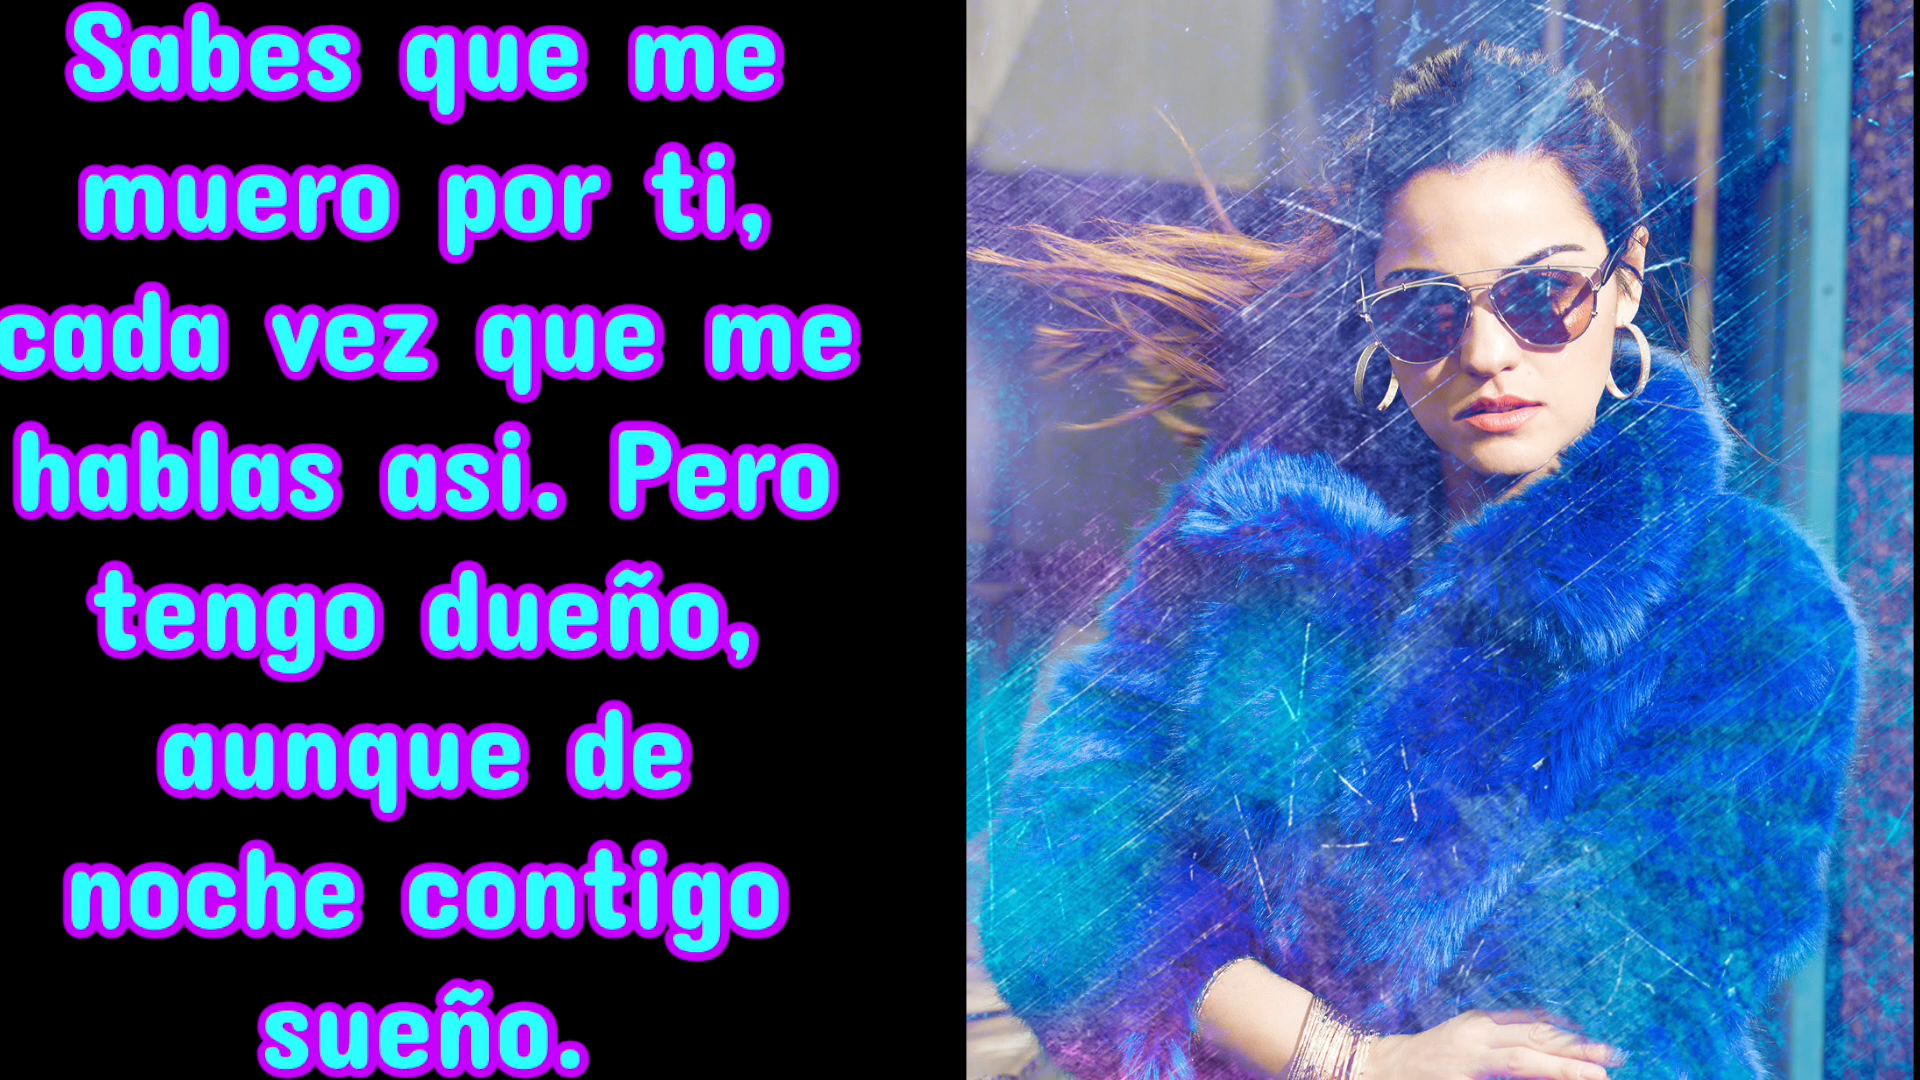 Sabes que me
muero por ti,
cada vez que me
hablas asi. Pero
tengo dueño,
aunque de
noche contigo
sueño.